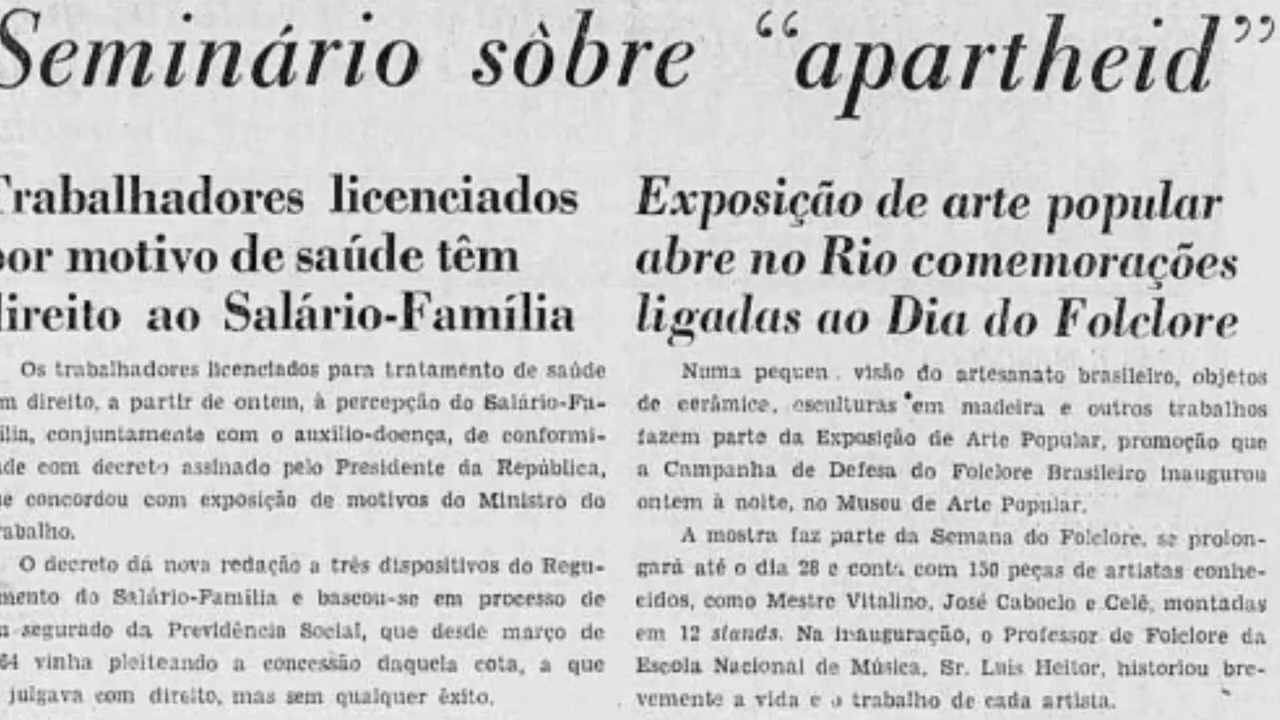 Seminário sôbre “apartheid”
Trabalhadores licenciados
por motivo de saúde têm
direito ao Salário-Família
Os trabalhadores licenciados para tratamento de saúde
m direito, a partir de ontem, à percepção do Salário-Fa-
ília, conjuntamente com o auxílio-doença, de conformi-
de com decreto assinado pelo Presidente da República,
e concordou com exposição de motivos do Ministro do
rabalho.
O decreto dá nova redação a três dispositivos do Regu-
mento do Salário-Família e baseou-se em processo de
segurado da Previdência Social, que desde março de
64 vinha pleiteando a concessão daquela cota, a que
julgava com direito, mas sem qualquer êxito.
Exposição de arte popular
abre no Rio comemorações
ligadas ao Dia do Folclore
Numa pequen visão do artesanato brasileiro, objetos
de cerâmica, esculturas em madeira e outros trabalhos
fazem parte da Exposição de Arte Popular, promoção que
a Campanha de Defesa do Folclore Brasileiro inaugurou
ontem à noite, no Museu de Arte Popular.
A mostra faz parte da Semana do Folclore, se prolon-
gará até o dia 28 e conta com 150 peças de artistas conhe-
cidos, como Mestre Vitalino, José Caboclo e Celé, montadas
em 12 stands. Na inauguração, o Professor de Folclore da
Escola Nacional de Música, Sr. Luis Heitor, historiou bre-
vemente a vida e o trabalho de cada artista.